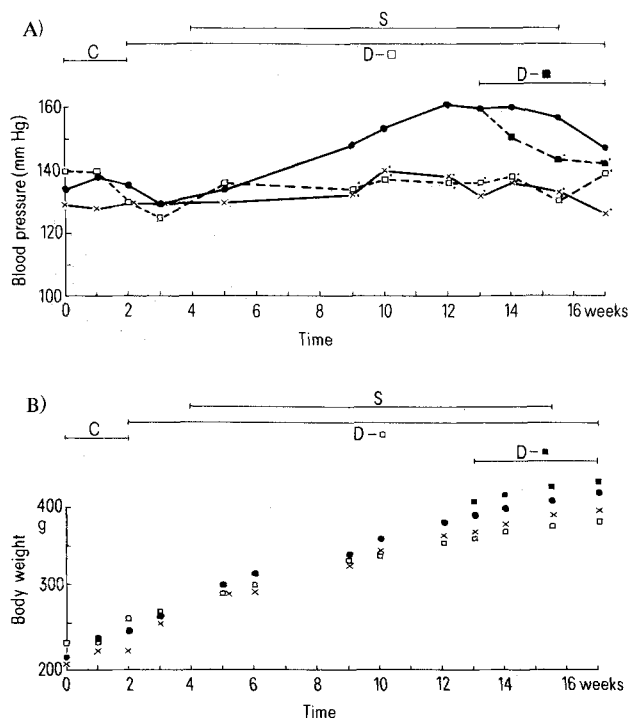 A)
S
C
D-□
D-■
160
140
120
100
Blood pressure (mm Hg)
0 2 4 6 8 10 12 14 16 weeks
Time
B)
S
C
D-□
D-■
400
g
300
200
Body weight
0 2 4 6 8 10 12 14 16 weeks
Time